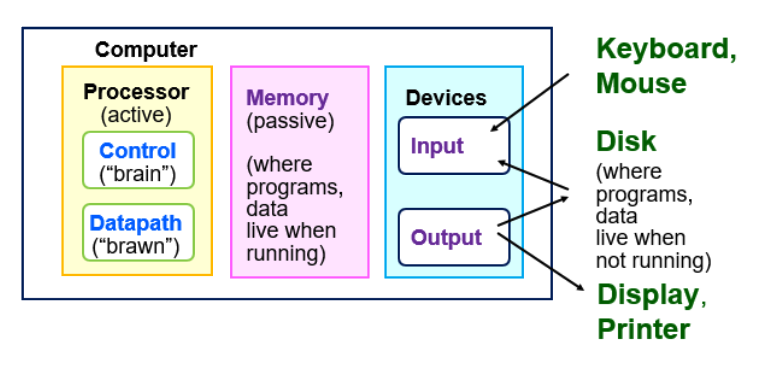 Computer
Processor
(active)
Control
(“brain”)
Datapath
(“brawn”)
Memory
(passive)
(where
programs,
data
live when
running)
Devices
Input
Output
Keyboard,
Mouse
Disk
(where
programs,
data
live when
not running)
Display,
Printer